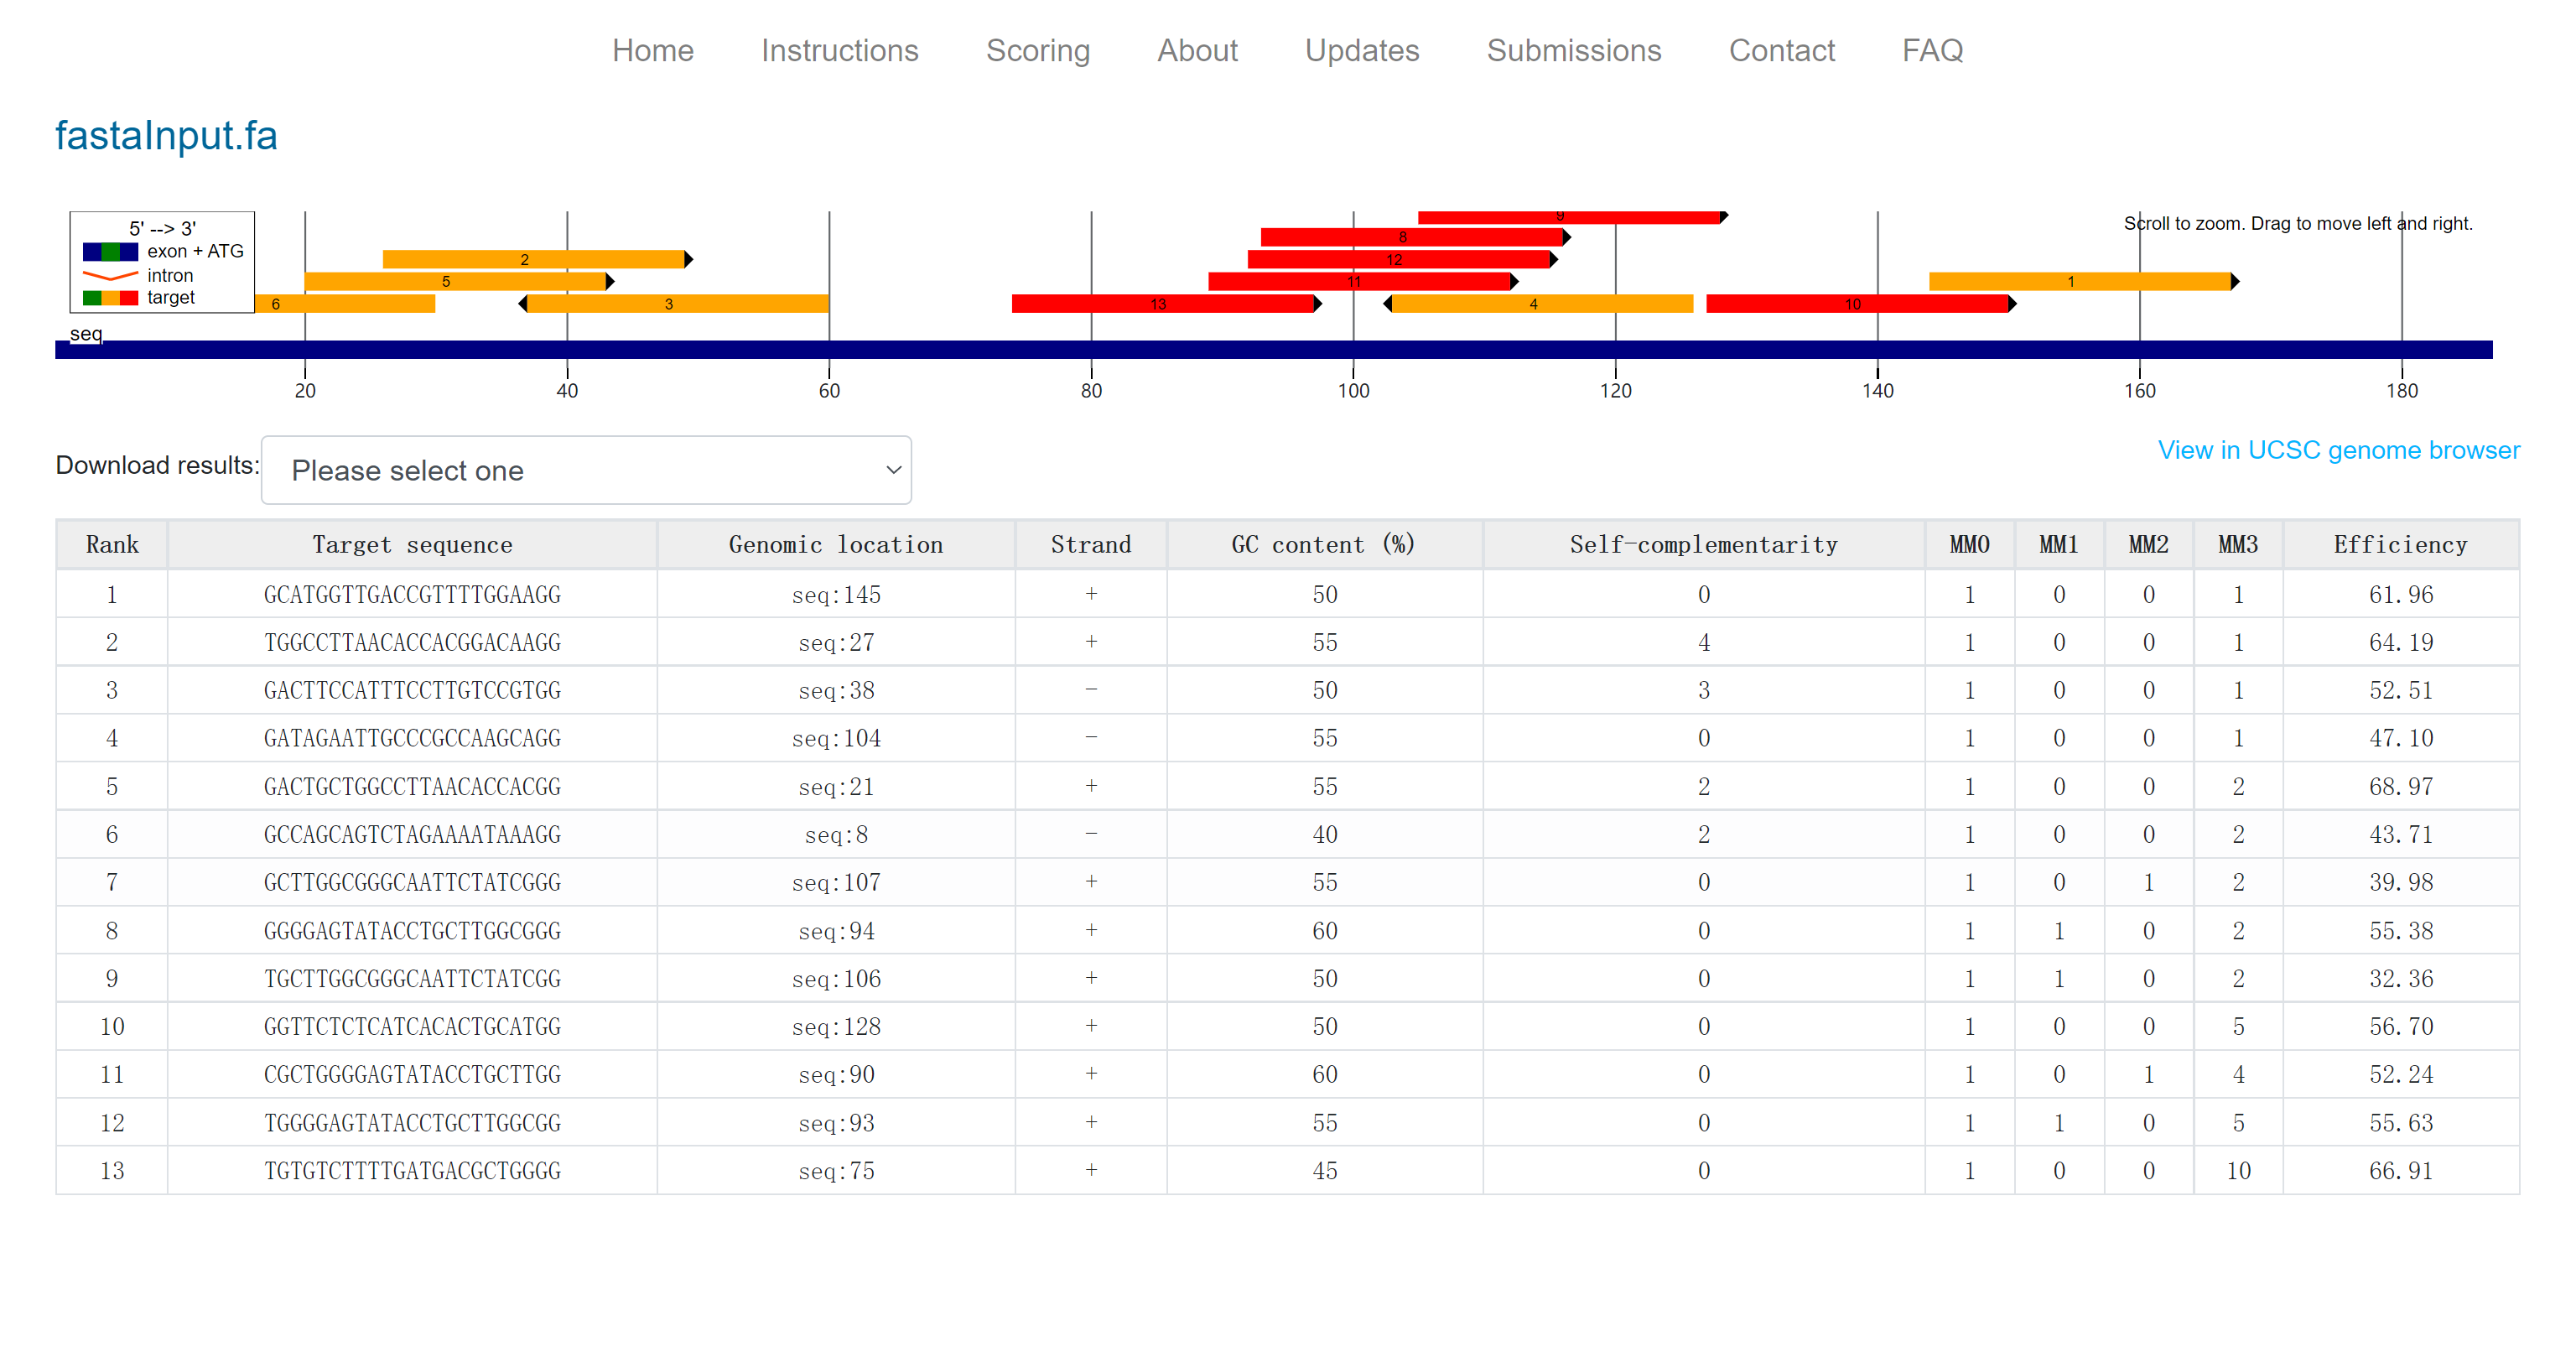 Home Instructions Scoring About Updates Submissions Contact FAQ
fastaInput.fa
5' --> 3'
exon + ATG
intron
target
Scroll to zoom. Drag to move left and right.
9
8
2 12
5 11 1
6 3 13 4 10
seq
20 40 60 80 100 120 140 160 180
Download results: Please select one
View in UCSC genome browser
Rank Target sequence Genomic location Strand GC content (%) Self-complementarity MM0 MM1 MM2 MM3 Efficiency
1 GCATGGTTGACCGTTTTGGAAGG seq:145 + 50 0 1 0 0 1 61.96
2 TGGCCTTAACACCACGGACAAGG seq:27 + 55 4 1 0 0 1 64.19
3 GACTTCCATTTCCTTGTCCGTGG seq:38 - 50 3 1 0 0 1 52.51
4 GATAGAATTGCCCGCCAAGCAGG seq:104 - 55 0 1 0 0 1 47.10
5 GACTGCTGGCCTTAACACCACGG seq:21 + 55 2 1 0 0 2 68.97
6 GCCAGCAGTCTAGAAAATAAAGG seq:8 - 40 2 1 0 0 2 43.71
7 GCTTGGCGGGCAATTCTATCGGG seq:107 + 55 0 1 0 1 2 39.98
8 GGGGAGTATACCTGCTTGGCGGG seq:94 + 60 0 1 1 0 2 55.38
9 TGCTTGGCGGGCAATTCTATCGG seq:106 + 50 0 1 1 0 2 32.36
10 GGTTCTCTCATCACACTGCATGG seq:128 + 50 0 1 0 0 5 56.70
11 CGCTGGGGAGTATACCTGCTTGG seq:90 + 60 0 1 0 1 4 52.24
12 TGGGGAGTATACCTGCTTGGCGG seq:93 + 55 0 1 1 0 5 55.63
13 TGTGTCTTTTGATGACGCTGGGG seq:75 + 45 0 1 0 0 10 66.91